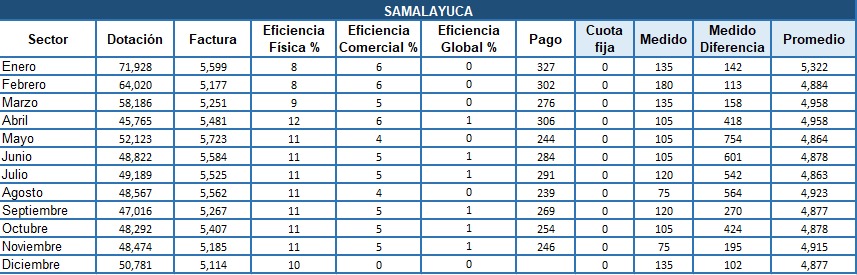 SAMALAYUCA
Sector Dotación Factura Eficiencia Física % Eficiencia Comercial % Eficiencia Global % Pago Cuota fija Medido Medido Diferencia Promedio
Enero 71,928 5,599 8 6 0 327 0 135 142 5,322
Febrero 64,020 5,177 8 6 0 302 0 180 113 4,884
Marzo 58,186 5,251 9 5 0 276 0 135 158 4,958
Abril 45,765 5,481 12 6 1 306 0 105 418 4,958
Mayo 52,123 5,723 11 4 0 244 0 105 754 4,864
Junio 48,822 5,584 11 5 1 284 0 105 601 4,878
Julio 49,189 5,525 11 5 1 291 0 120 542 4,863
Agosto 48,567 5,562 11 4 0 239 0 75 564 4,923
Septiembre 47,016 5,267 11 5 1 269 0 120 270 4,877
Octubre 48,292 5,407 11 5 1 254 0 105 424 4,878
Noviembre 48,474 5,185 11 5 1 246 0 75 195 4,915
Diciembre 50,781 5,114 10 0 0 0 135 102 4,877